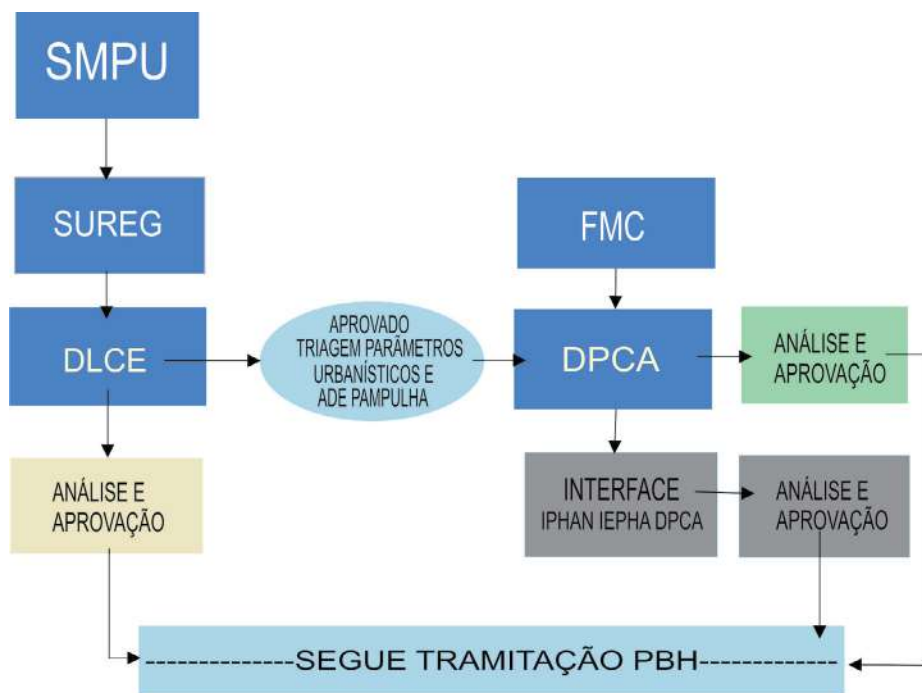 SMPU
SUREG
FMC
DLCE
APROVADO
TRIAGEM PARÂMETROS
URBANÍSTICOS E
ADE PAMPULHA
DPCA
ANÁLISE E
APROVAÇÃO
ANÁLISE E
APROVAÇÃO
INTERFACE
IPHAN IEPHA DPCA
ANÁLISE E
APROVAÇÃO
----------------------SEGUE TRAMITAÇÃO PBH---------------------